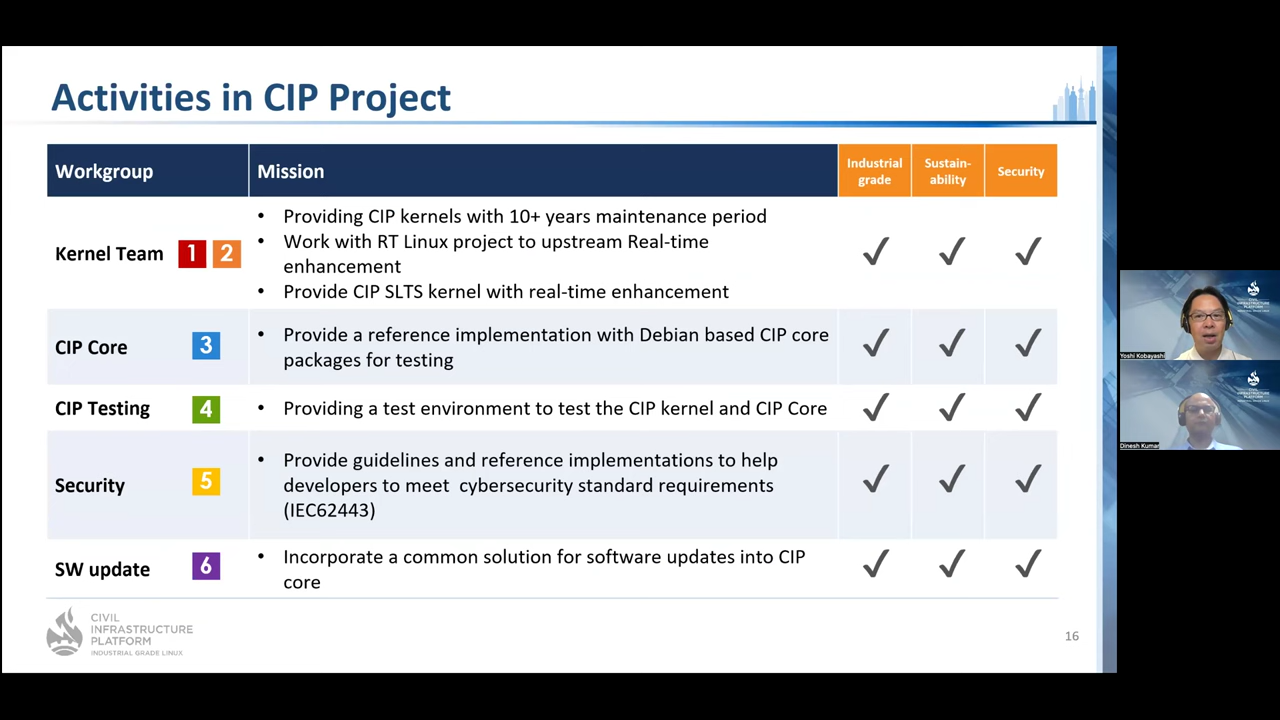 Activities in CIP Project
Workgroup
Mission
Industrial
grade
Sustain-
ability
Security
Kernel Team 1 2
• Providing CIP kernels with 10+ years maintenance period
• Work with RT Linux project to upstream Real-time
enhancement
• Provide CIP SLTS kernel with real-time enhancement
✓ ✓ ✓
CIP Core 3
• Provide a reference implementation with Debian based CIP core
packages for testing
✓ ✓ ✓
CIP Testing 4
• Providing a test environment to test the CIP kernel and CIP Core
✓ ✓ ✓
Security 5
• Provide guidelines and reference implementations to help
developers to meet  cybersecurity standard requirements
(IEC62443)
✓ ✓ ✓
SW update 6
• Incorporate a common solution for software updates into CIP
core
✓ ✓ ✓
CIVIL
INFRASTRUCTURE
PLATFORM
INDUSTRIAL GRADE LINUX
16
Yoshi Kobayashi
Dinesh Kumar